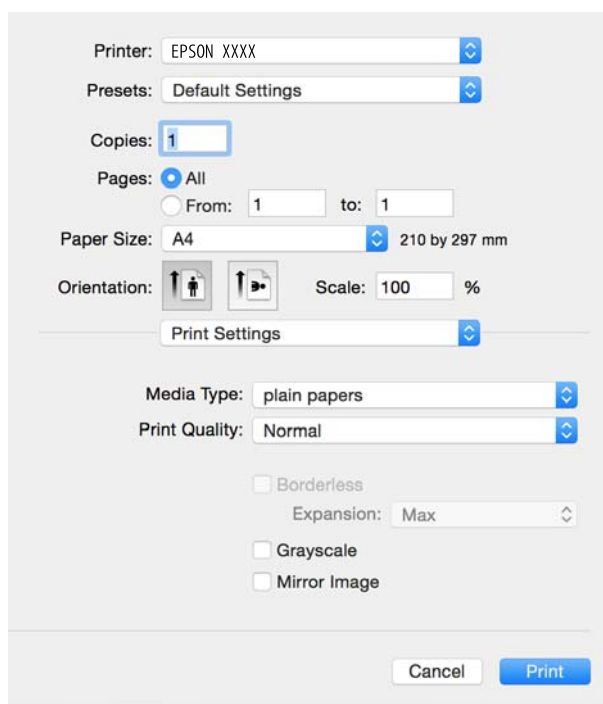 Printer: EPSON XXXX
Presets: Default Settings
Copies: 1
Pages: All
From: 1 to: 1
Paper Size: A4 210 by 297 mm
Orientation: Scale: 100 %
Print Settings
Media Type: plain papers
Print Quality: Normal
Borderless
Expansion: Max
Grayscale
Mirror Image
Cancel Print